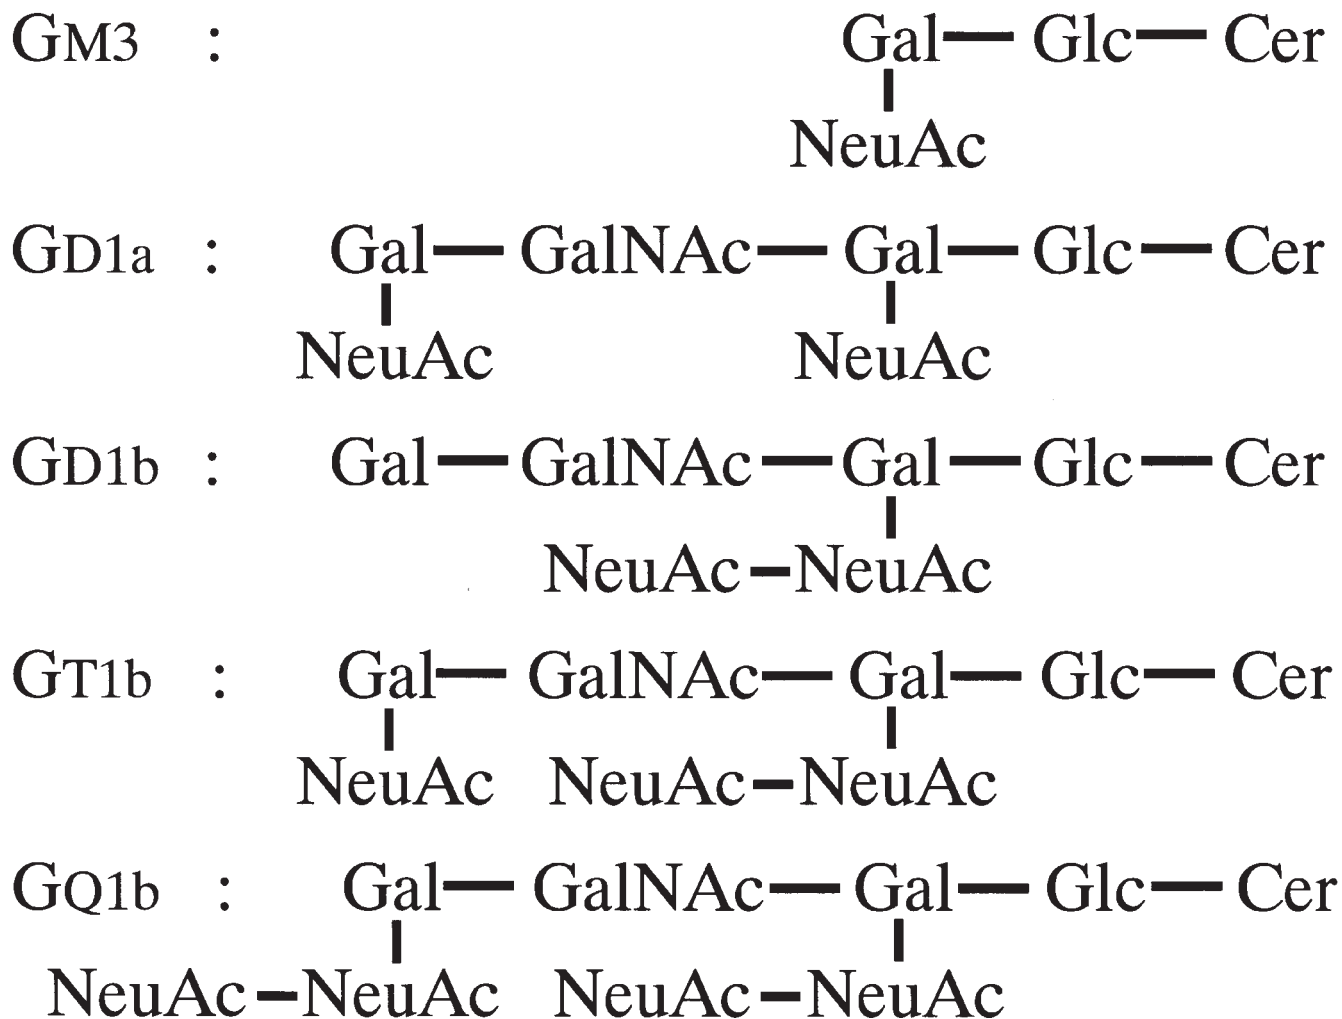 GM3 : Gal — Glc — Cer
NeuAc
GD1a : Gal — GalNAc — Gal — Glc — Cer
NeuAc NeuAc
GD1b : Gal — GalNAc — Gal — Glc — Cer
NeuAc – NeuAc
GT1b : Gal — GalNAc — Gal — Glc — Cer
NeuAc NeuAc – NeuAc
GQ1b : Gal — GalNAc — Gal — Glc — Cer
NeuAc – NeuAc NeuAc – NeuAc